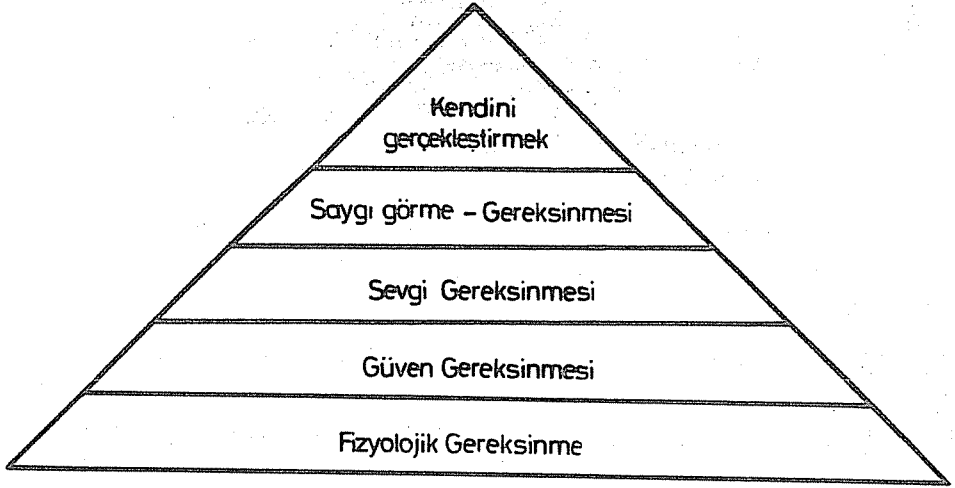 Kendini
gerçekleştirmek
Saygı görme - Gereksinmesi
Sevgi Gereksinmesi
Güven Gereksinmesi
Fizyolojik Gereksinme